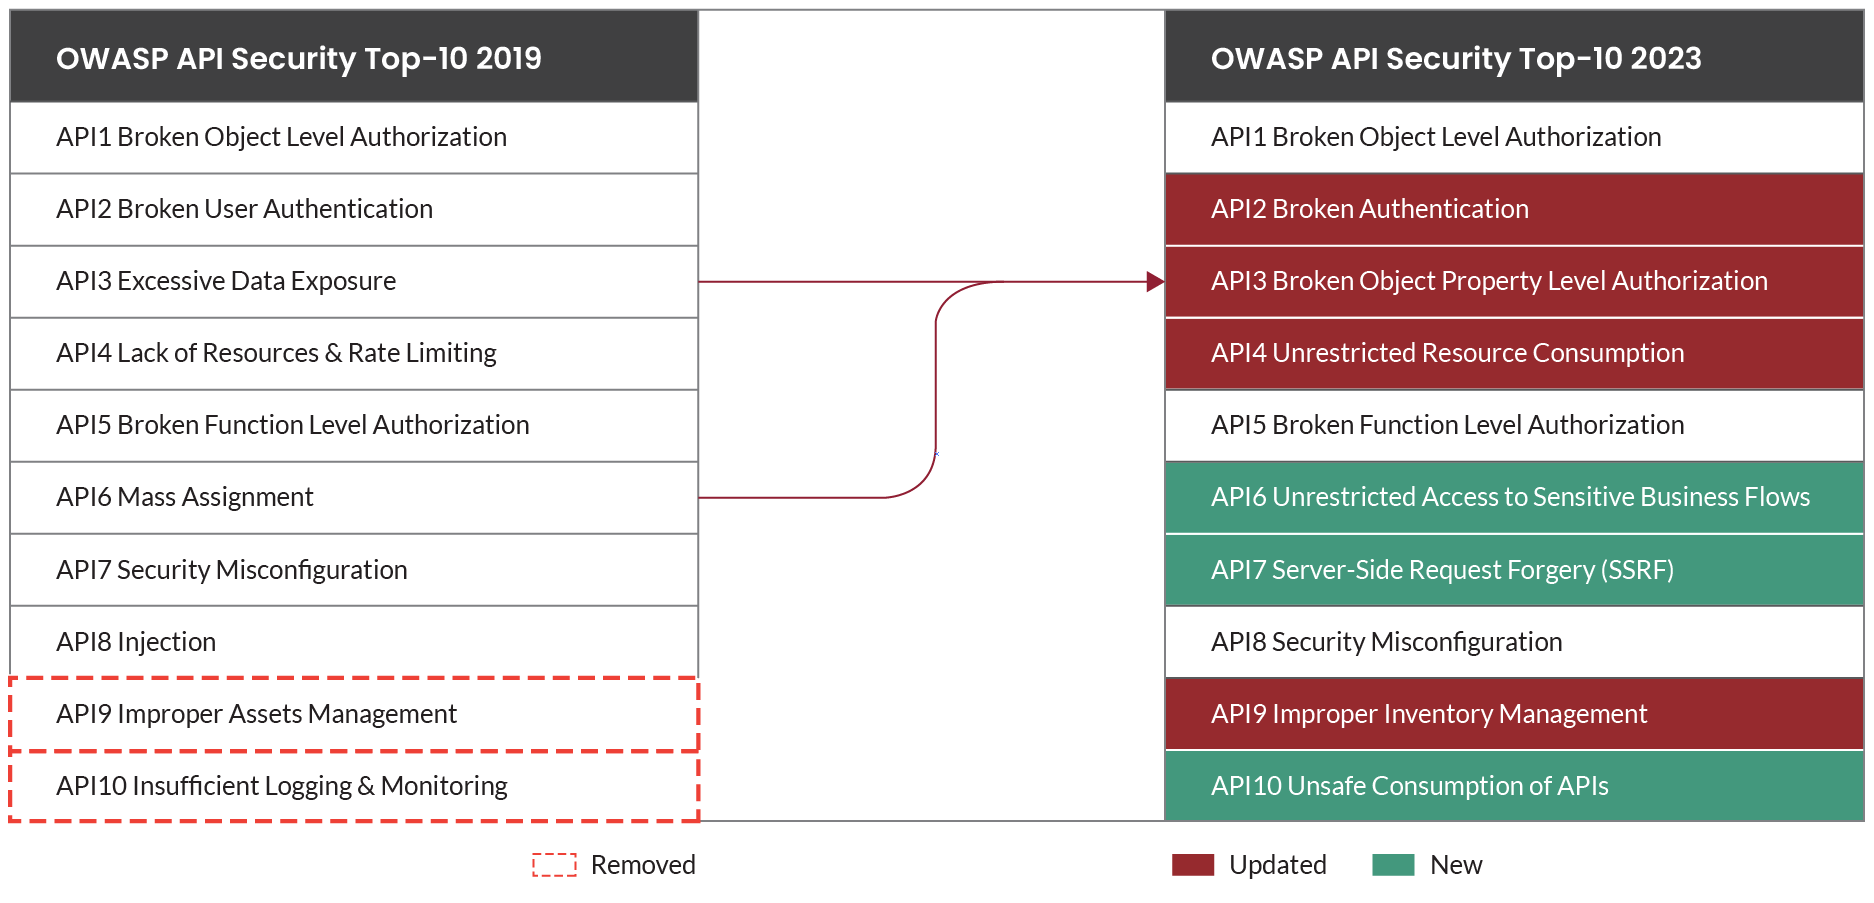 OWASP API Security Top-10 2019
API1 Broken Object Level Authorization
API2 Broken User Authentication
API3 Excessive Data Exposure
API4 Lack of Resources & Rate Limiting
API5 Broken Function Level Authorization
API6 Mass Assignment
API7 Security Misconfiguration
API8 Injection
API9 Improper Assets Management
API10 Insufficient Logging & Monitoring
Removed
OWASP API Security Top-10 2023
API1 Broken Object Level Authorization
API2 Broken Authentication
API3 Broken Object Property Level Authorization
API4 Unrestricted Resource Consumption
API5 Broken Function Level Authorization
API6 Unrestricted Access to Sensitive Business Flows
API7 Server-Side Request Forgery (SSRF)
API8 Security Misconfiguration
API9 Improper Inventory Management
API10 Unsafe Consumption of APIs
Updated
New